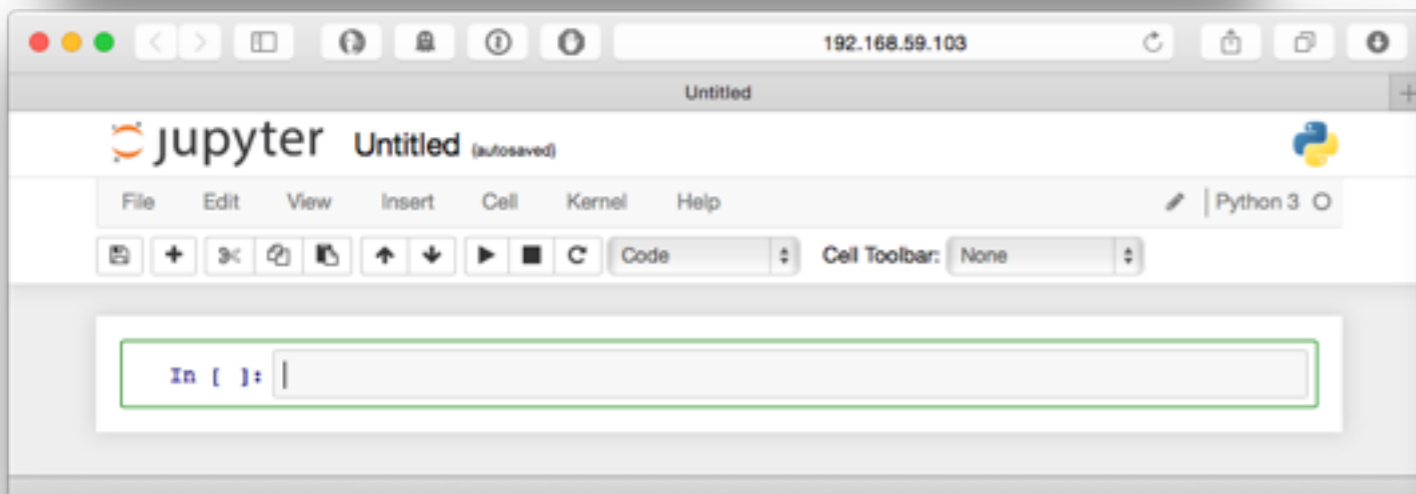 192.168.59.103
Untitled
jupyter Untitled (autosaved)
File Edit View Insert Cell Kernel Help Python 3
Code Cell Toolbar: None
In [ ]: